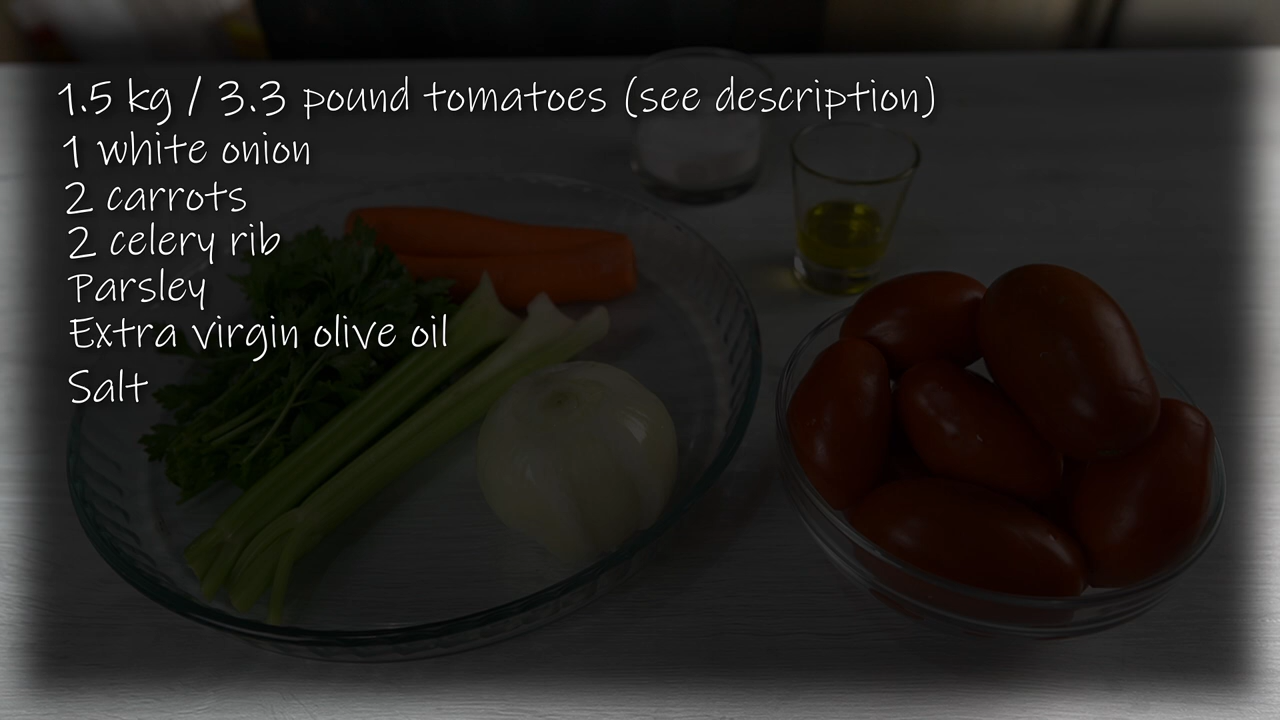 1.5 kg / 3.3 pound tomatoes (see description)
1 white onion
2 carrots
2 celery rib
Parsley
Extra virgin olive oil
Salt